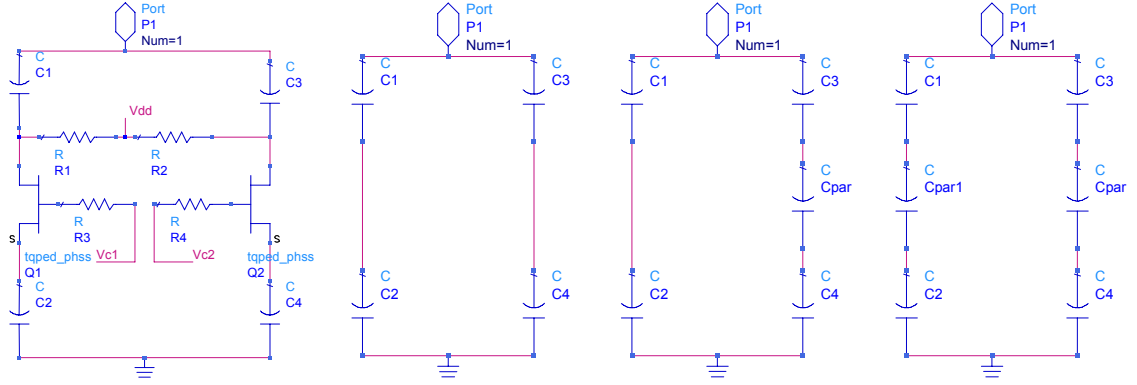 Port
P1
Num=1
C
C1
C
C3
Vdd
R
R1
R
R2
R
R3
R
R4
S
S
tqped_phss
Q1
Vc1
Vc2
tqped_phss
Q2
C
C2
C
C4
Port
P1
Num=1
C
C1
C
C3
C
C2
C
C4
Port
P1
Num=1
C
C1
C
C3
C
Cpar
C
C2
C
C4
Port
P1
Num=1
C
C1
C
C3
C
Cpar1
C
Cpar
C
C2
C
C4